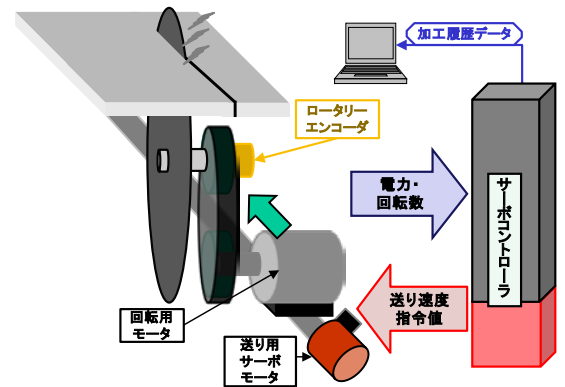 加工履歴データ
ロータリー
エンコーダ
電力・
回転数
サーボコントローラ
送り速度
指令値
回転用
モータ
送り用
サーボ
モータ